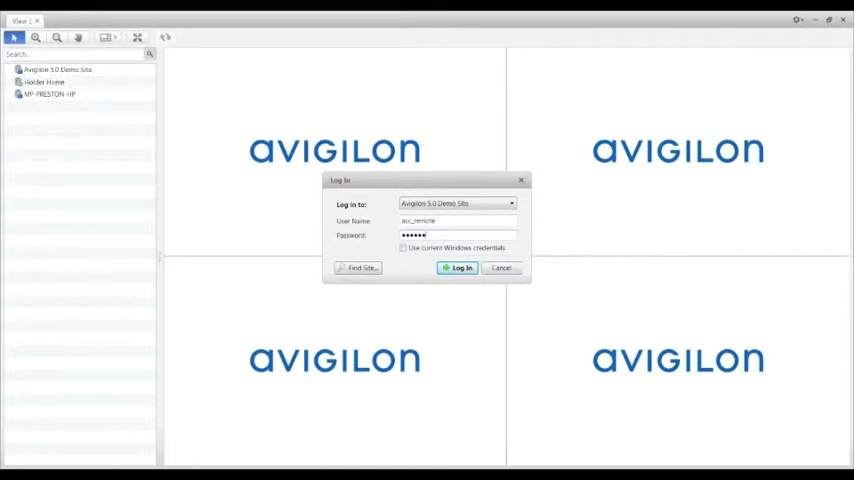 View 1
Search...
Avigilon 5.0 Demo Site
Holder Home
MP-PRESTON-HP
avigilon
avigilon
Log In
Log in to:
Avigilon 5.0 Demo Site
User Name:
acc_remote
Password:
••••••
Use current Windows credentials
Find Site...
Log In
Cancel
avigilon
avigilon